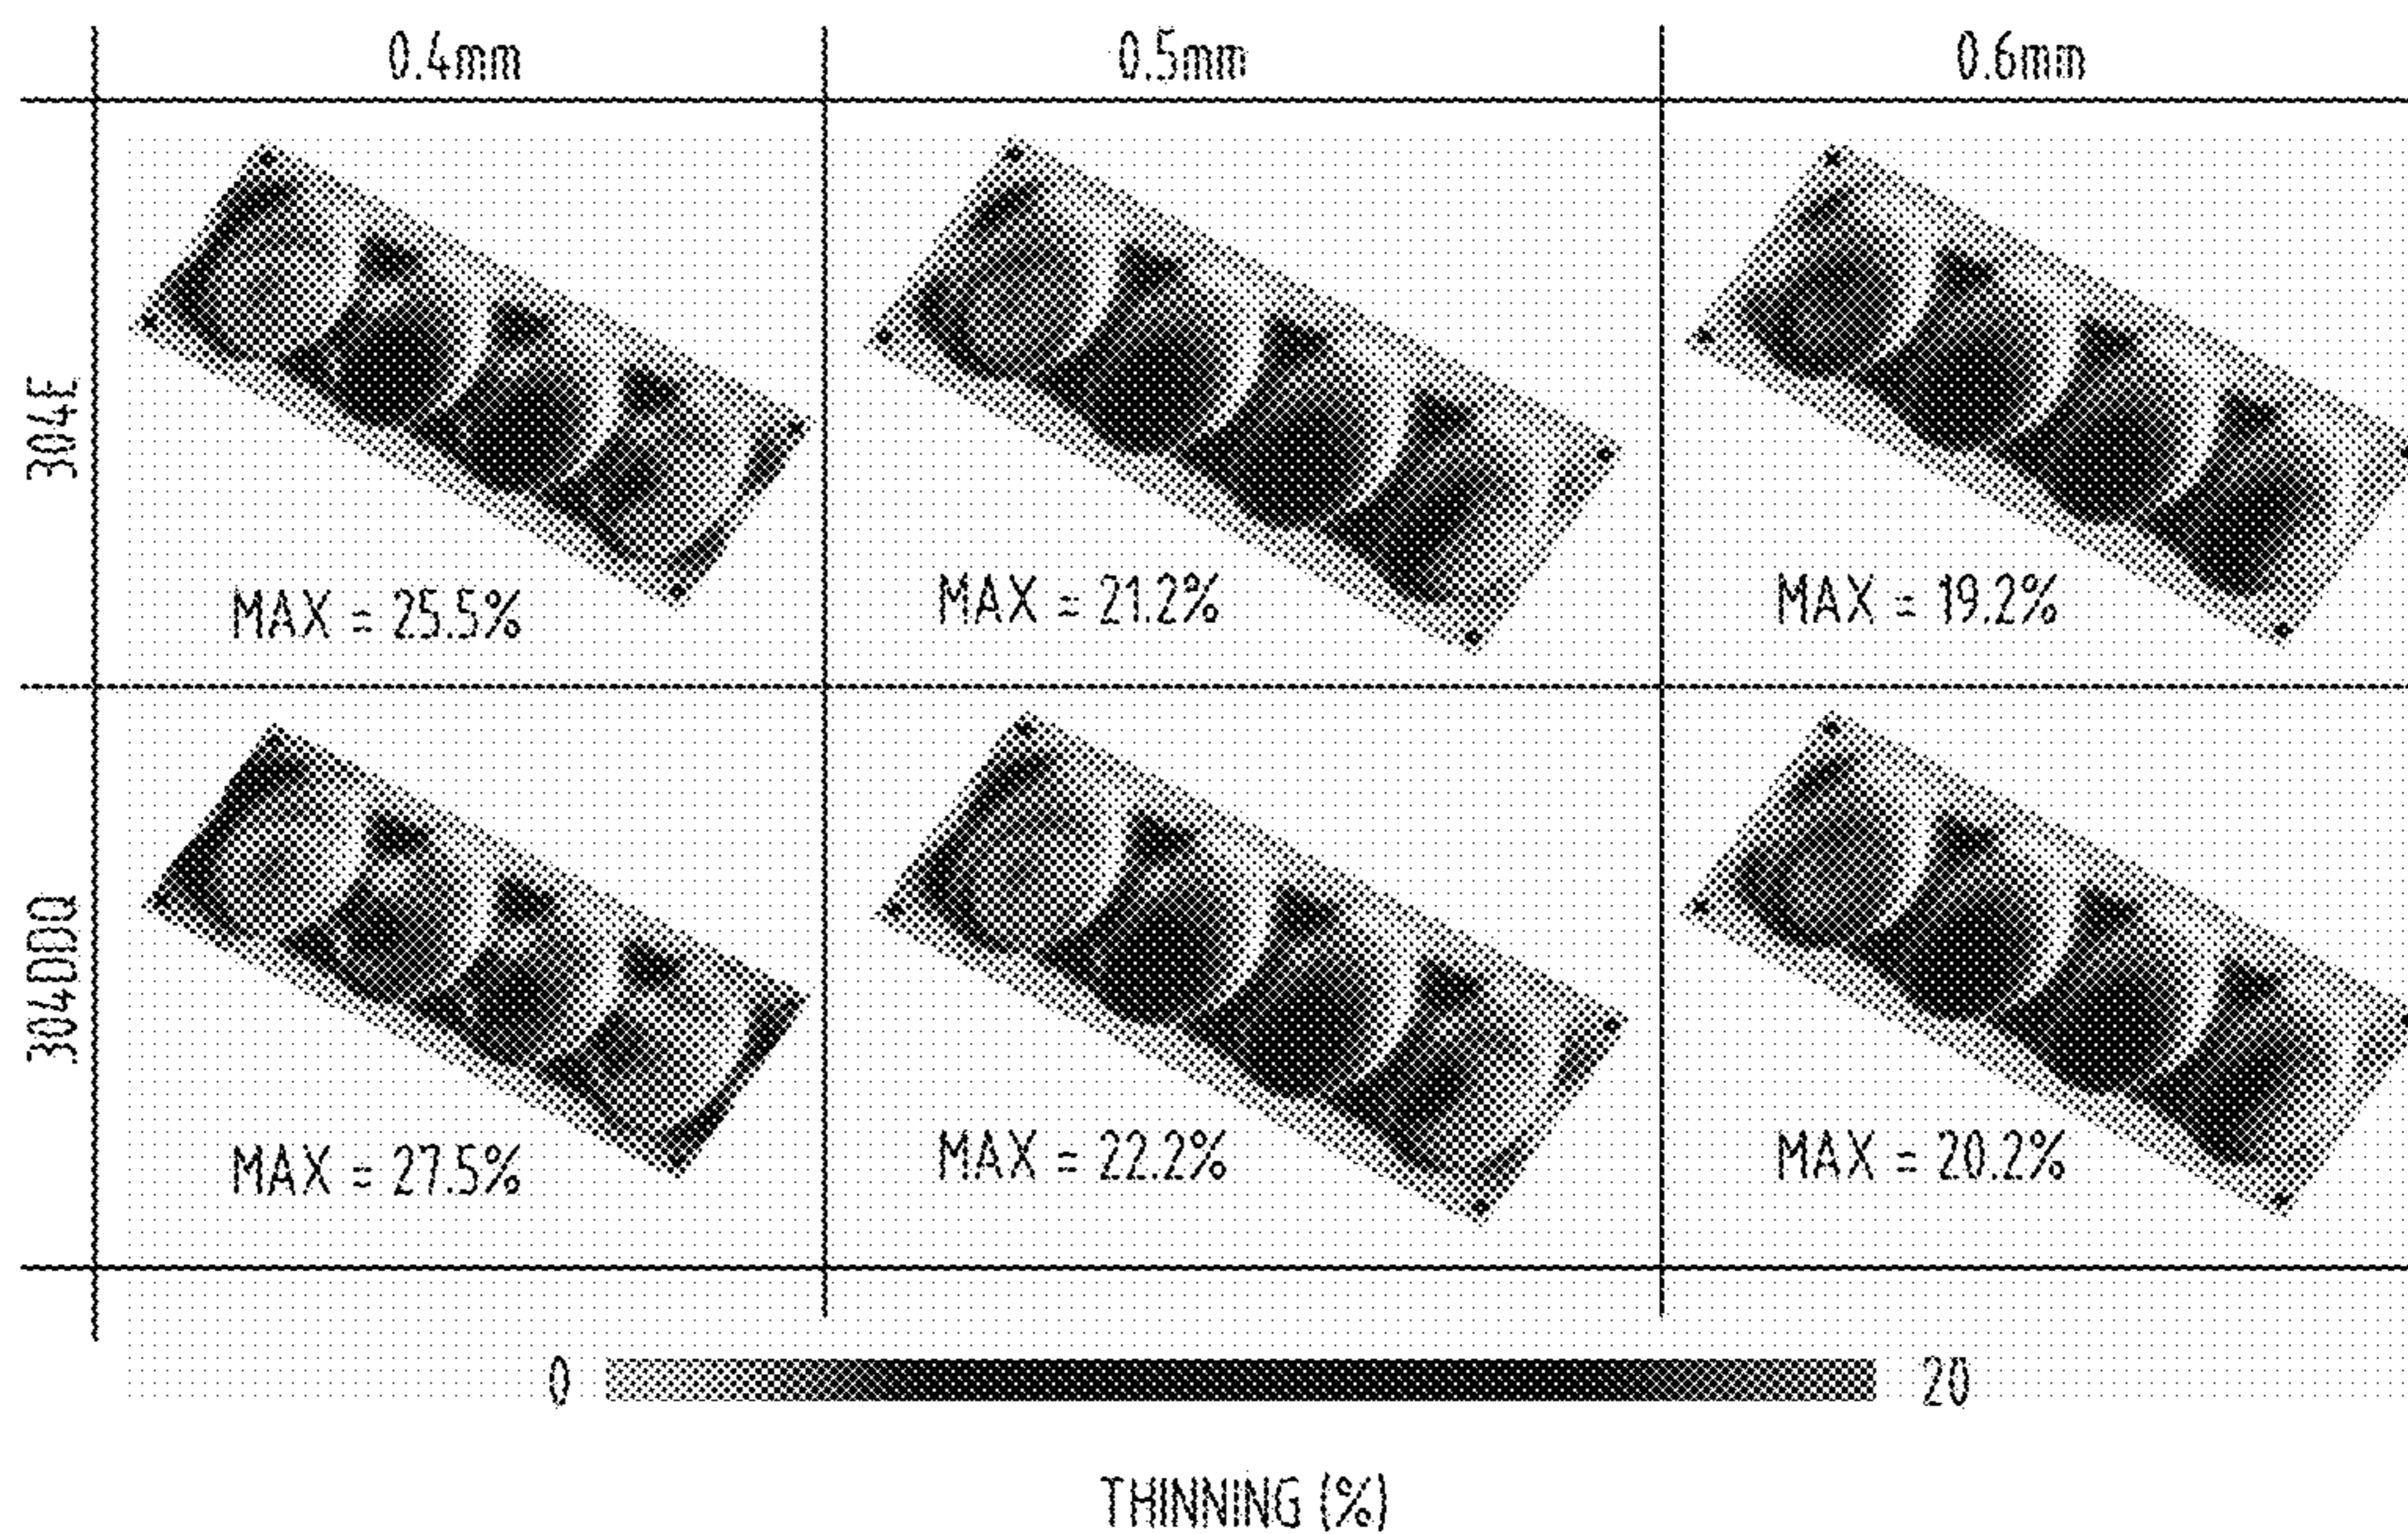 0.4mm 0.5mm 0.6mm
304E
MAX = 25.5% MAX = 21.2% MAX = 19.2%
304DDQ
MAX = 27.5% MAX = 22.2% MAX = 20.2%
0 20
THINNING (%)